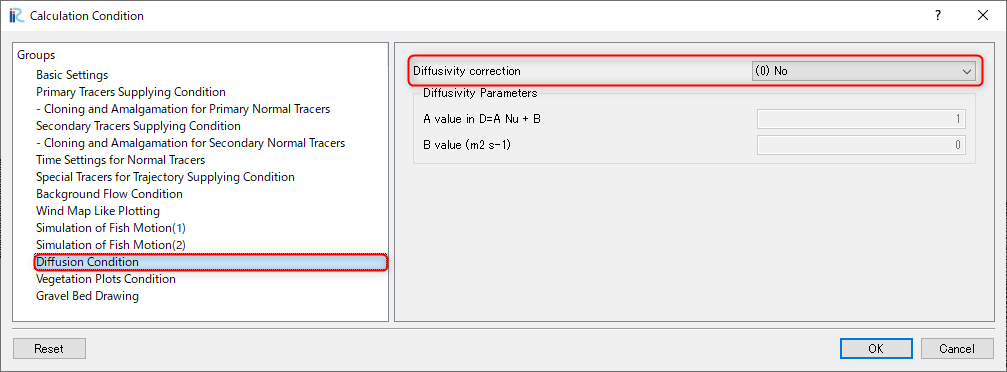 Calculation Condition
?
Groups
Basic Settings
Primary Tracers Supplying Condition
- Cloning and Amalgamation for Primary Normal Tracers
Secondary Tracers Supplying Condition
- Cloning and Amalgamation for Secondary Normal Tracers
Time Settings for Normal Tracers
Special Tracers for Trajectory Supplying Condition
Background Flow Condition
Wind Map Like Plotting
Simulation of Fish Motion(1)
Simulation of Fish Motion(2)
Diffusion Condition
Vegetation Plots Condition
Gravel Bed Drawing
Diffusivity correction (0) No
Diffusivity Parameters
A value in D=A Nu + B 1
B value (m2 s-1) 0
Reset OK Cancel